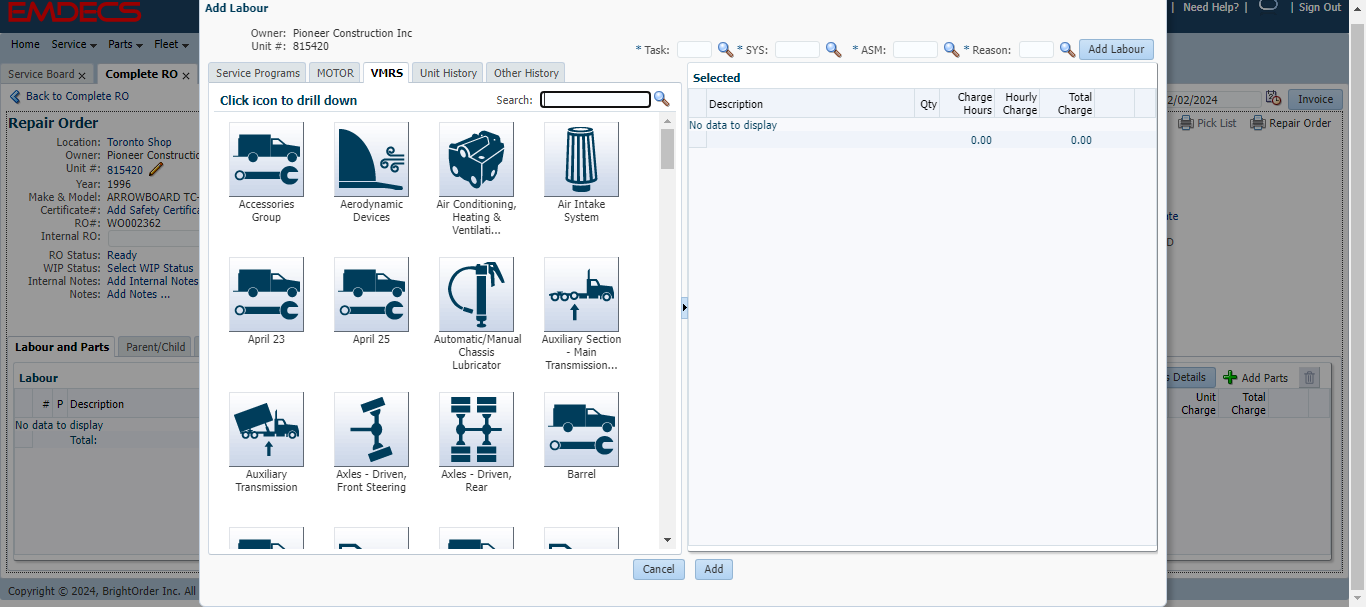 EMDECS
Need Help? | | Sign Out
Home Service Parts Fleet
Service Board x Complete RO x
Back to Complete RO
Repair Order
Location: Toronto Shop
Owner: Pioneer Constructio
Unit #: 815420
Year: 1996
Make & Model: ARROWBOARD TC-
Certificate#: Add Safety Certifica
RO#: WO002362
Internal RO:
RO Status: Ready
WIP Status: Select WIP Status
Internal Notes: Add Internal Notes
Notes: Add Notes ...
Labour and Parts Parent/Child
Labour
# P Description
No data to display
Total:
Copyright © 2024, BrightOrder Inc. All
Add Labour
Owner: Pioneer Construction Inc
Unit #: 815420
* Task: * SYS: * ASM: * Reason: Add Labour
Service Programs MOTOR VMRS Unit History Other History
Click icon to drill down Search:
Accessories
Group
Aerodynamic
Devices
Air Conditioning,
Heating &
Ventilati...
Air Intake
System
April 23
April 25
Automatic/Manual
Chassis
Lubricator
Auxiliary Section
- Main
Transmission...
Auxiliary
Transmission
Axles - Driven,
Front Steering
Axles - Driven,
Rear
Barrel
Selected
Description Qty Charge Hours Hourly Charge Total Charge
No data to display
0.00 0.00
Cancel Add
2/02/2024 Invoice
Pick List Repair Order
te
D
s Details Add Parts
Unit Charge Total Charge